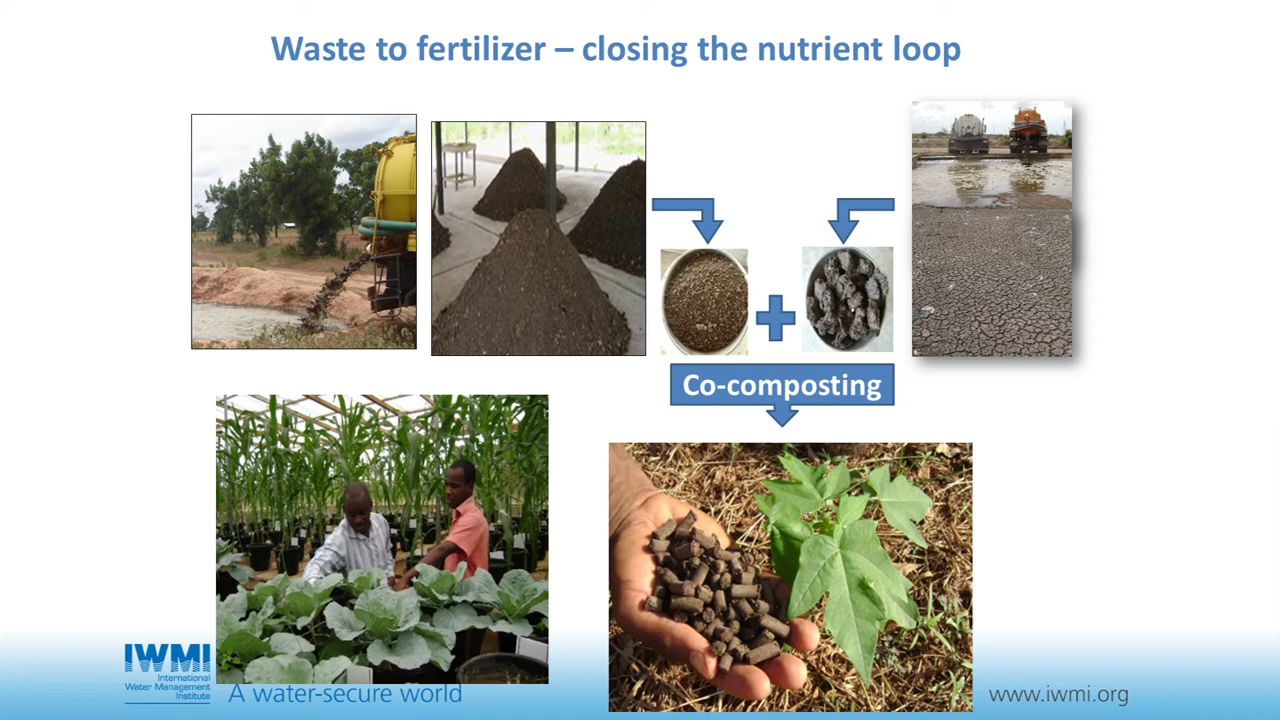 Waste to fertilizer – closing the nutrient loop
Co-composting
IWMI
International
Water Management
Institute
A water-secure world
www.iwmi.org